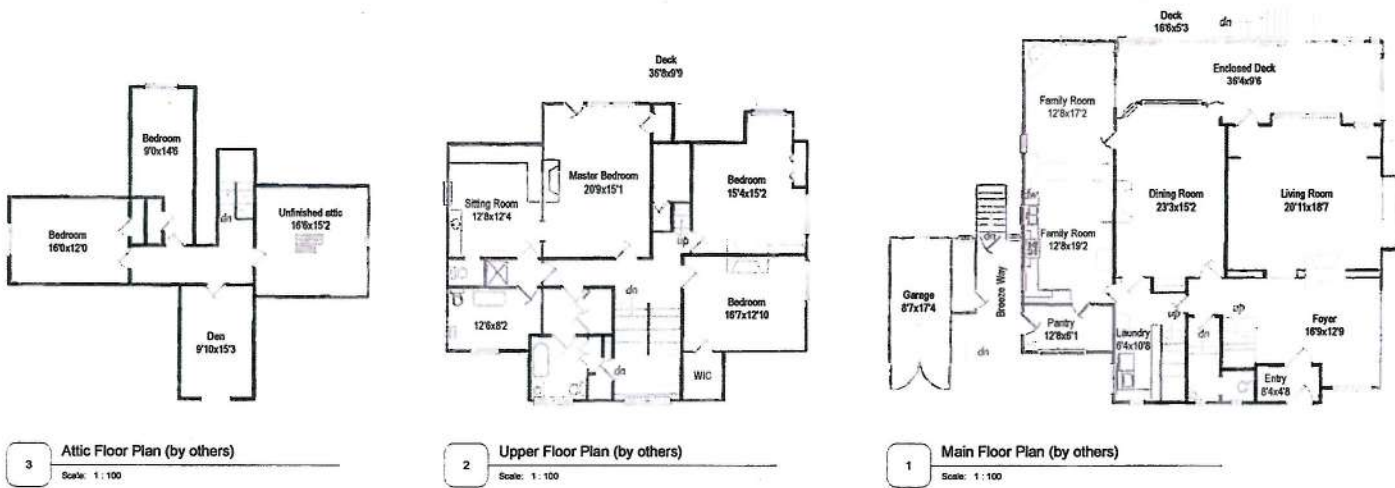 Bedroom
9'0x14'6
Bedroom
16'0x12'0
dn
Unfinished attic
16'6x15'2
Den
9'10x15'3
3
Attic Floor Plan (by others)
Scale: 1 : 100
Deck
36'8x9'9
Master Bedroom
20'9x15'1
Sitting Room
12'8x12'4
Bedroom
15'4x15'2
up
dn
Bedroom
16'7x12'10
12'6x8'2
dn
WIC
2
Upper Floor Plan (by others)
Scale: 1 : 100
Deck
16'6x5'3
dn
Enclosed Deck
36'4x9'6
Family Room
12'8x17'2
Dining Room
23'3x15'2
Living Room
20'11x18'7
dw
Family Room
12'8x19'2
dn
Garage
8'7x17'4
Breeze Way
dn
Pantry
12'8x6'1
Laundry
6'4x10'8
up
dn
up
Foyer
16'9x12'9
Entry
8'4x4'8
1
Main Floor Plan (by others)
Scale: 1 : 100